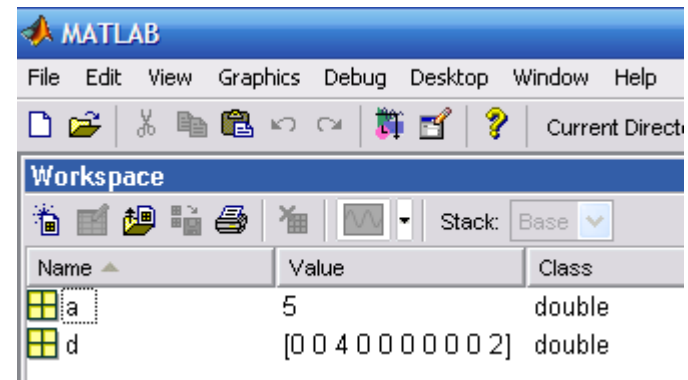 MATLAB
File Edit View Graphics Debug Desktop Window Help
Current Directo
Workspace
Stack: Base
Name Value Class
a 5 double
d [0 0 4 0 0 0 0 0 0 2] double